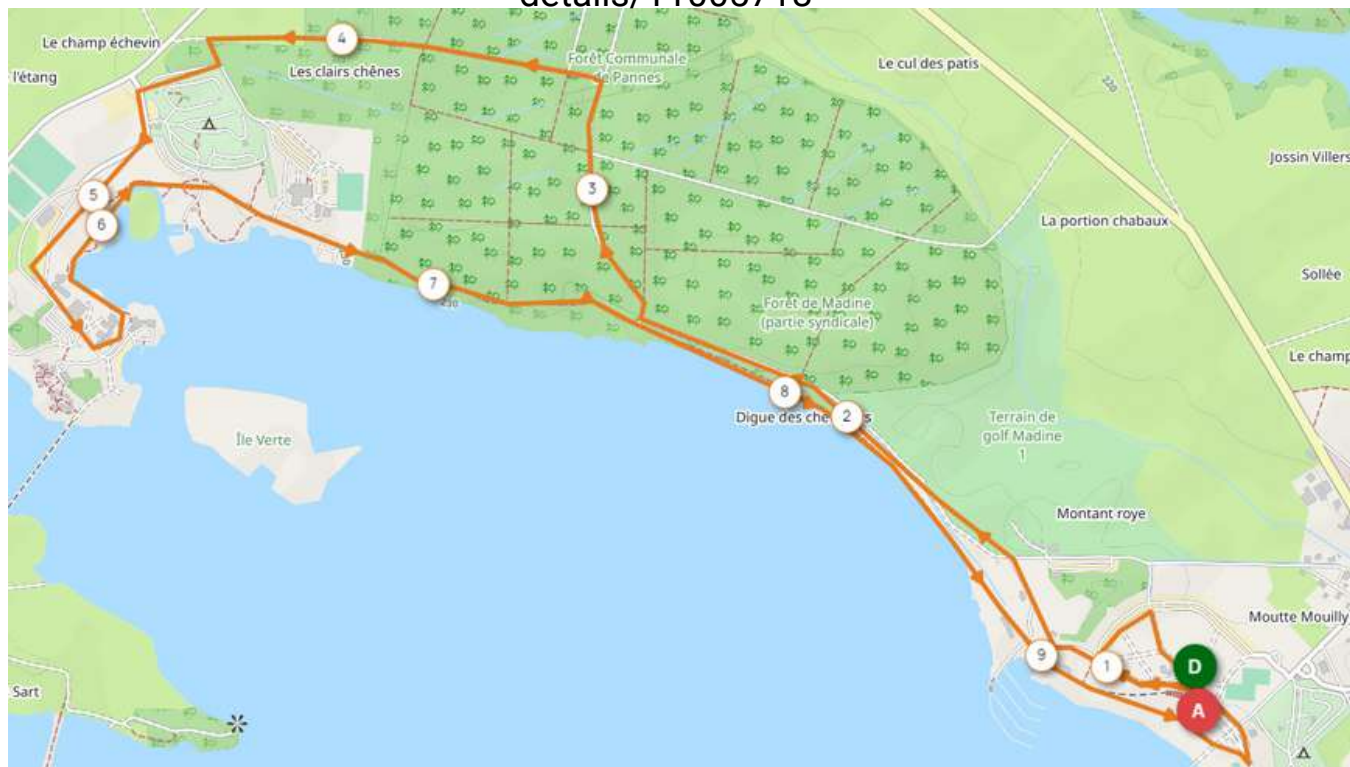 Le champ échevin
l'étang
4
Les clairs chênes
Forêt Communale
de Pannes
Le cul des patis
220
Jossin Villers
5
6
3
La portion chabaux
Sollée
7
Forêt de Madine
(partie syndicale)
Le champ
8
2
Digue des che
s
Terrain de
golf Madine
1
Île Verte
Montant roye
Moutte Mouilly
9
1
D
A
Sart